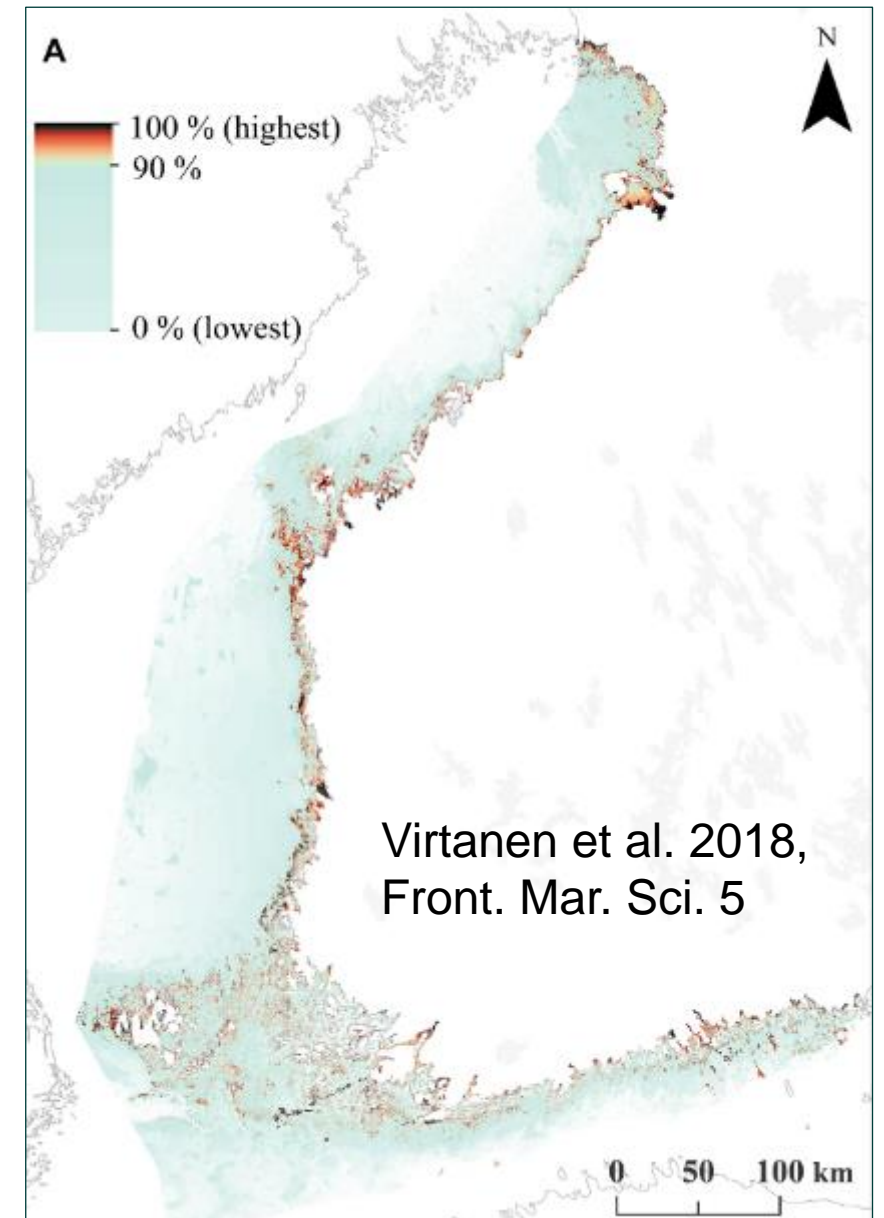 A
N
100 % (highest)
90 %
0 % (lowest)
Virtanen et al. 2018,
Front. Mar. Sci. 5
0 50 100 km